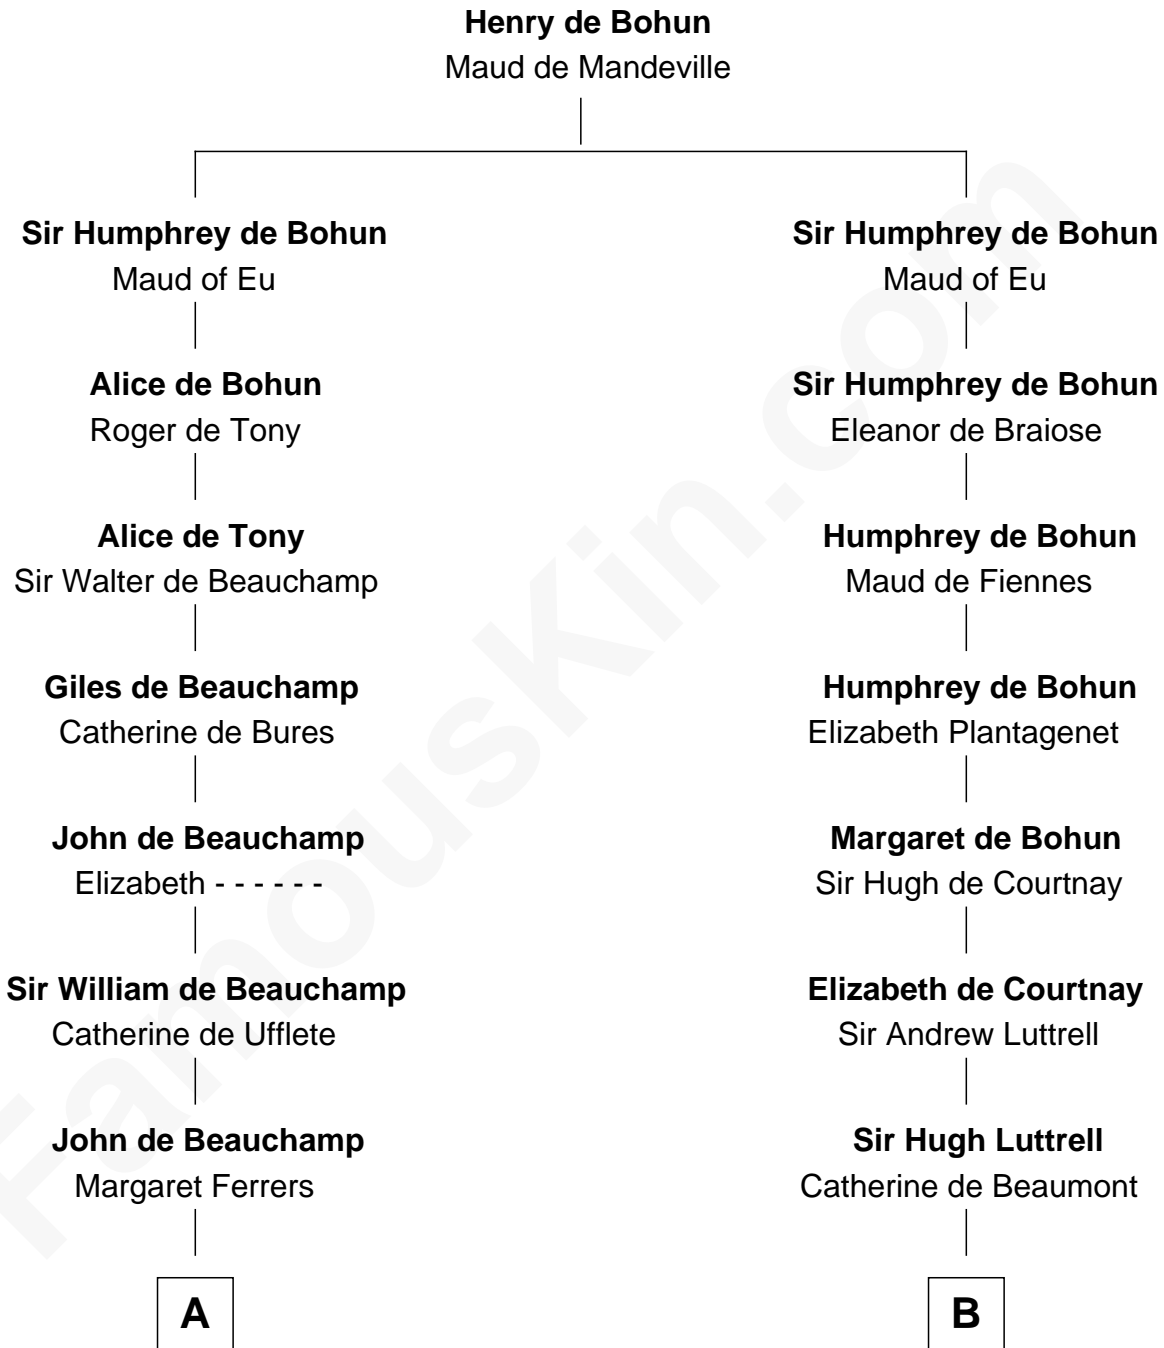 Henry de Bohun
Maud de Mandeville
Sir Humphrey de Bohun
Maud of Eu
Sir Humphrey de Bohun
Maud of Eu
Alice de Bohun
Roger de Tony
Sir Humphrey de Bohun
Eleanor de Braiose
Alice de Tony
Sir Walter de Beauchamp
Humphrey de Bohun
Maud de Fiennes
Giles de Beauchamp
Catherine de Bures
Humphrey de Bohun
Elizabeth Plantagenet
John de Beauchamp
Elizabeth - - - - - -
Margaret de Bohun
Sir Hugh de Courtnay
Sir William de Beauchamp
Catherine de Ufflete
Elizabeth de Courtnay
Sir Andrew Luttrell
John de Beauchamp
Margaret Ferrers
Sir Hugh Luttrell
Catherine de Beaumont
A
B
FamousKin.com